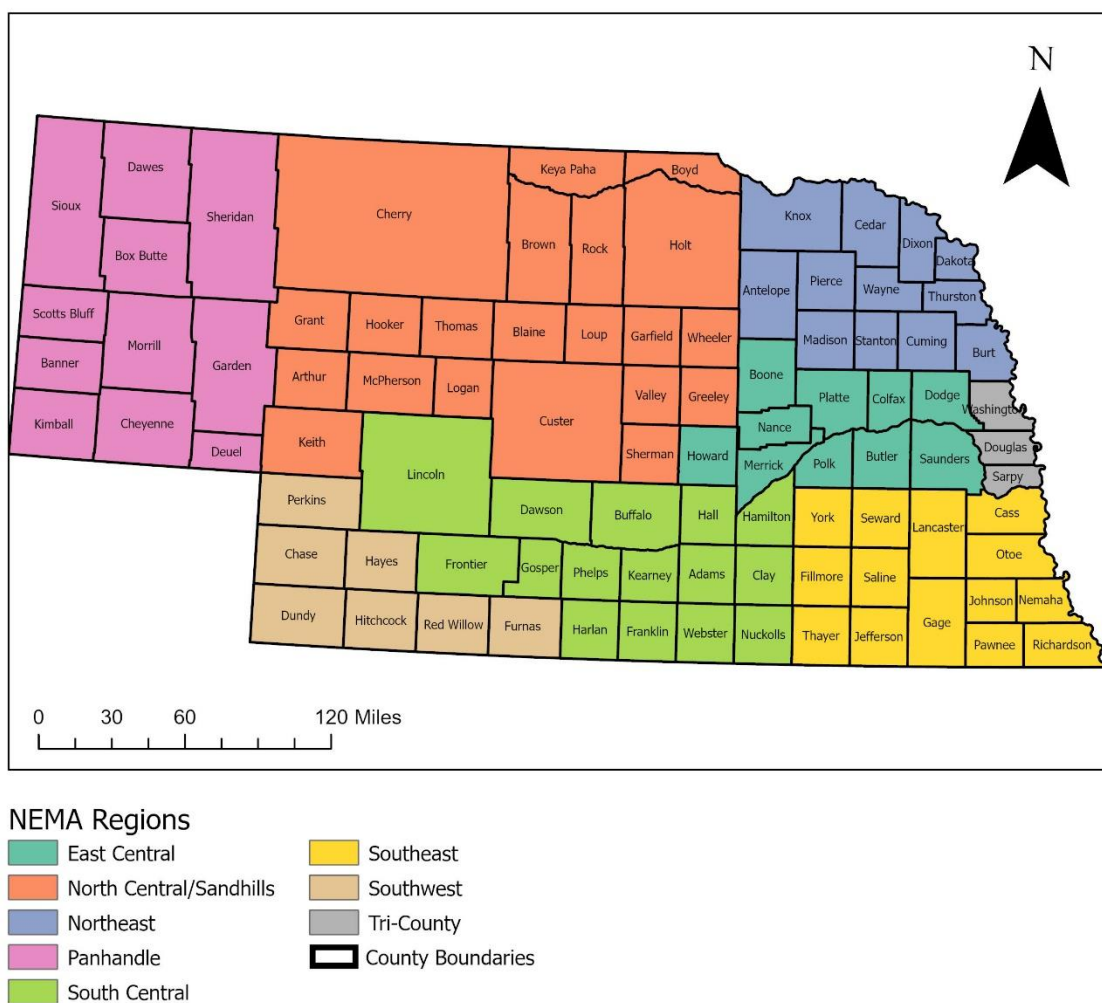 N
Keya Paha
Boyd
Dawes
Sioux
Sheridan
Cherry
Knox
Cedar
Dixon
Dakota
Box Butte
Brown
Rock
Holt
Antelope
Pierce
Wayne
Thurston
Scotts Bluff
Grant
Hooker
Thomas
Blaine
Loup
Garfield
Wheeler
Madison
Stanton
Cuming
Burt
Morrill
Garden
Banner
Arthur
McPherson
Logan
Custer
Valley
Greeley
Boone
Platte
Colfax
Dodge
Washington
Kimball
Cheyenne
Deuel
Keith
Lincoln
Sherman
Howard
Nance
Merrick
Polk
Butler
Saunders
Douglas
Sarpy
Perkins
Dawson
Buffalo
Hall
Hamilton
York
Seward
Lancaster
Cass
Otoe
Chase
Hayes
Frontier
Gosper
Phelps
Kearney
Adams
Clay
Fillmore
Saline
Gage
Johnson
Nemaha
Dundy
Hitchcock
Red Willow
Furnas
Harlan
Franklin
Webster
Nuckolls
Thayer
Jefferson
Pawnee
Richardson
0 30 60 120 Miles
NEMA Regions
East Central
North Central/Sandhills
Northeast
Panhandle
South Central
Southeast
Southwest
Tri-County
County Boundaries